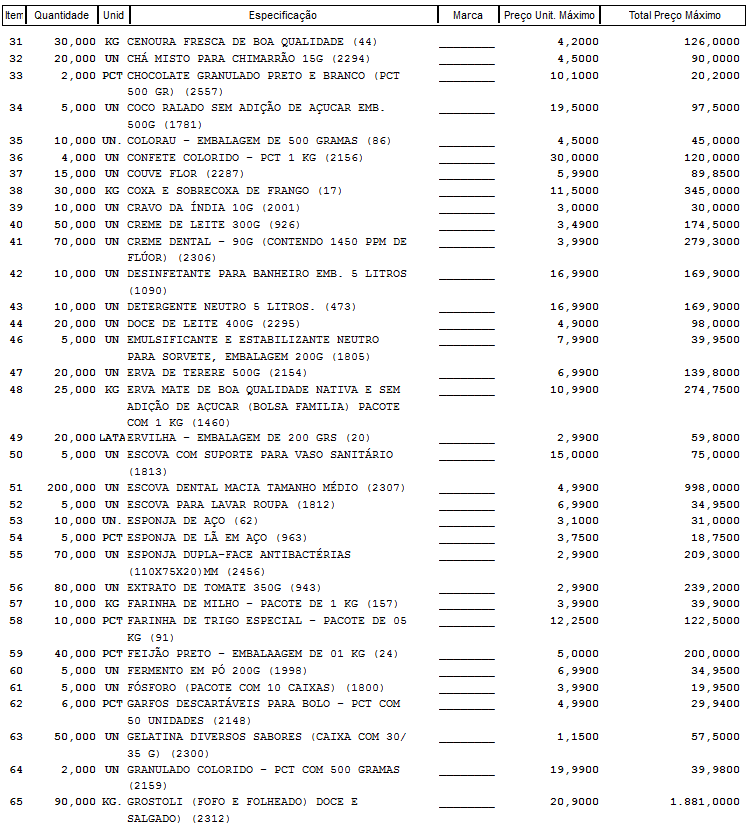 Item Quantidade Unid Especificação Marca Preço Unit. Máximo Total Preço Máximo
31 30,000 KG CENOURA FRESCA DE BOA QUALIDADE (44) ________ 4,2000 126,0000
32 20,000 UN CHÁ MISTO PARA CHIMARRÃO 15G (2294) ________ 4,5000 90,0000
33 2,000 PCT CHOCOLATE GRANULADO PRETO E BRANCO (PCT ________ 10,1000 20,2000
500 GR) (2557)
34 5,000 UN COCO RALADO SEM ADIÇÃO DE AÇUCAR EMB. ________ 19,5000 97,5000
500G (1781)
35 10,000 UN. COLORAU - EMBALAGEM DE 500 GRAMAS (86) ________ 4,5000 45,0000
36 4,000 UN CONFETE COLORIDO - PCT 1 KG (2156) ________ 30,0000 120,0000
37 15,000 UN COUVE FLOR (2287) ________ 5,9900 89,8500
38 30,000 KG COXA E SOBRECOXA DE FRANGO (17) ________ 11,5000 345,0000
39 10,000 UN CRAVO DA ÍNDIA 10G (2001) ________ 3,0000 30,0000
40 50,000 UN CREME DE LEITE 300G (926) ________ 3,4900 174,5000
41 70,000 UN CREME DENTAL - 90G (CONTENDO 1450 PPM DE ________ 3,9900 279,3000
FLÚOR) (2306)
42 10,000 UN DESINFETANTE PARA BANHEIRO EMB. 5 LITROS ________ 16,9900 169,9000
(1090)
43 10,000 UN DETERGENTE NEUTRO 5 LITROS. (473) ________ 16,9900 169,9000
44 20,000 UN DOCE DE LEITE 400G (2295) ________ 4,9000 98,0000
46 5,000 UN EMULSIFICANTE E ESTABILIZANTE NEUTRO ________ 7,9900 39,9500
PARA SORVETE, EMBALAGEM 200G (1805)
47 20,000 UN ERVA DE TERERE 500G (2154) ________ 6,9900 139,8000
48 25,000 KG ERVA MATE DE BOA QUALIDADE NATIVA E SEM ________ 10,9900 274,7500
ADIÇÃO DE AÇUCAR (BOLSA FAMILIA) PACOTE
COM 1 KG (1460)
49 20,000 LATA ERVILHA - EMBALAGEM DE 200 GRS (20) ________ 2,9900 59,8000
50 5,000 UN ESCOVA COM SUPORTE PARA VASO SANITÁRIO ________ 15,0000 75,0000
(1813)
51 200,000 UN ESCOVA DENTAL MACIA TAMANHO MÉDIO (2307) ________ 4,9900 998,0000
52 5,000 UN ESCOVA PARA LAVAR ROUPA (1812) ________ 6,9900 34,9500
53 10,000 UN. ESPONJA DE AÇO (62) ________ 3,1000 31,0000
54 5,000 PCT ESPONJA DE LÃ EM AÇO (963) ________ 3,7500 18,7500
55 70,000 UN ESPONJA DUPLA-FACE ANTIBACTÉRIAS ________ 2,9900 209,3000
(110X75X20)MM (2456)
56 80,000 UN EXTRATO DE TOMATE 350G (943) ________ 2,9900 239,2000
57 10,000 KG FARINHA DE MILHO - PACOTE DE 1 KG (157) ________ 3,9900 39,9000
58 10,000 PCT FARINHA DE TRIGO ESPECIAL - PACOTE DE 05 ________ 12,2500 122,5000
KG (91)
59 40,000 PCT FEIJÃO PRETO - EMBALAAGEM DE 01 KG (24) ________ 5,0000 200,0000
60 5,000 UN FERMENTO EM PÓ 200G (1998) ________ 6,9900 34,9500
61 5,000 UN FÓSFORO (PACOTE COM 10 CAIXAS) (1800) ________ 3,9900 19,9500
62 6,000 PCT GARFOS DESCARTÁVEIS PARA BOLO - PCT COM ________ 4,9900 29,9400
50 UNIDADES (2148)
63 50,000 UN GELATINA DIVERSOS SABORES (CAIXA COM 30/ ________ 1,1500 57,5000
35 G) (2300)
64 2,000 UN GRANULADO COLORIDO - PCT COM 500 GRAMAS ________ 19,9900 39,9800
(2159)
65 90,000 KG. GROSTOLI (FOFO E FOLHEADO) DOCE E ________ 20,9000 1.881,0000
SALGADO) (2312)